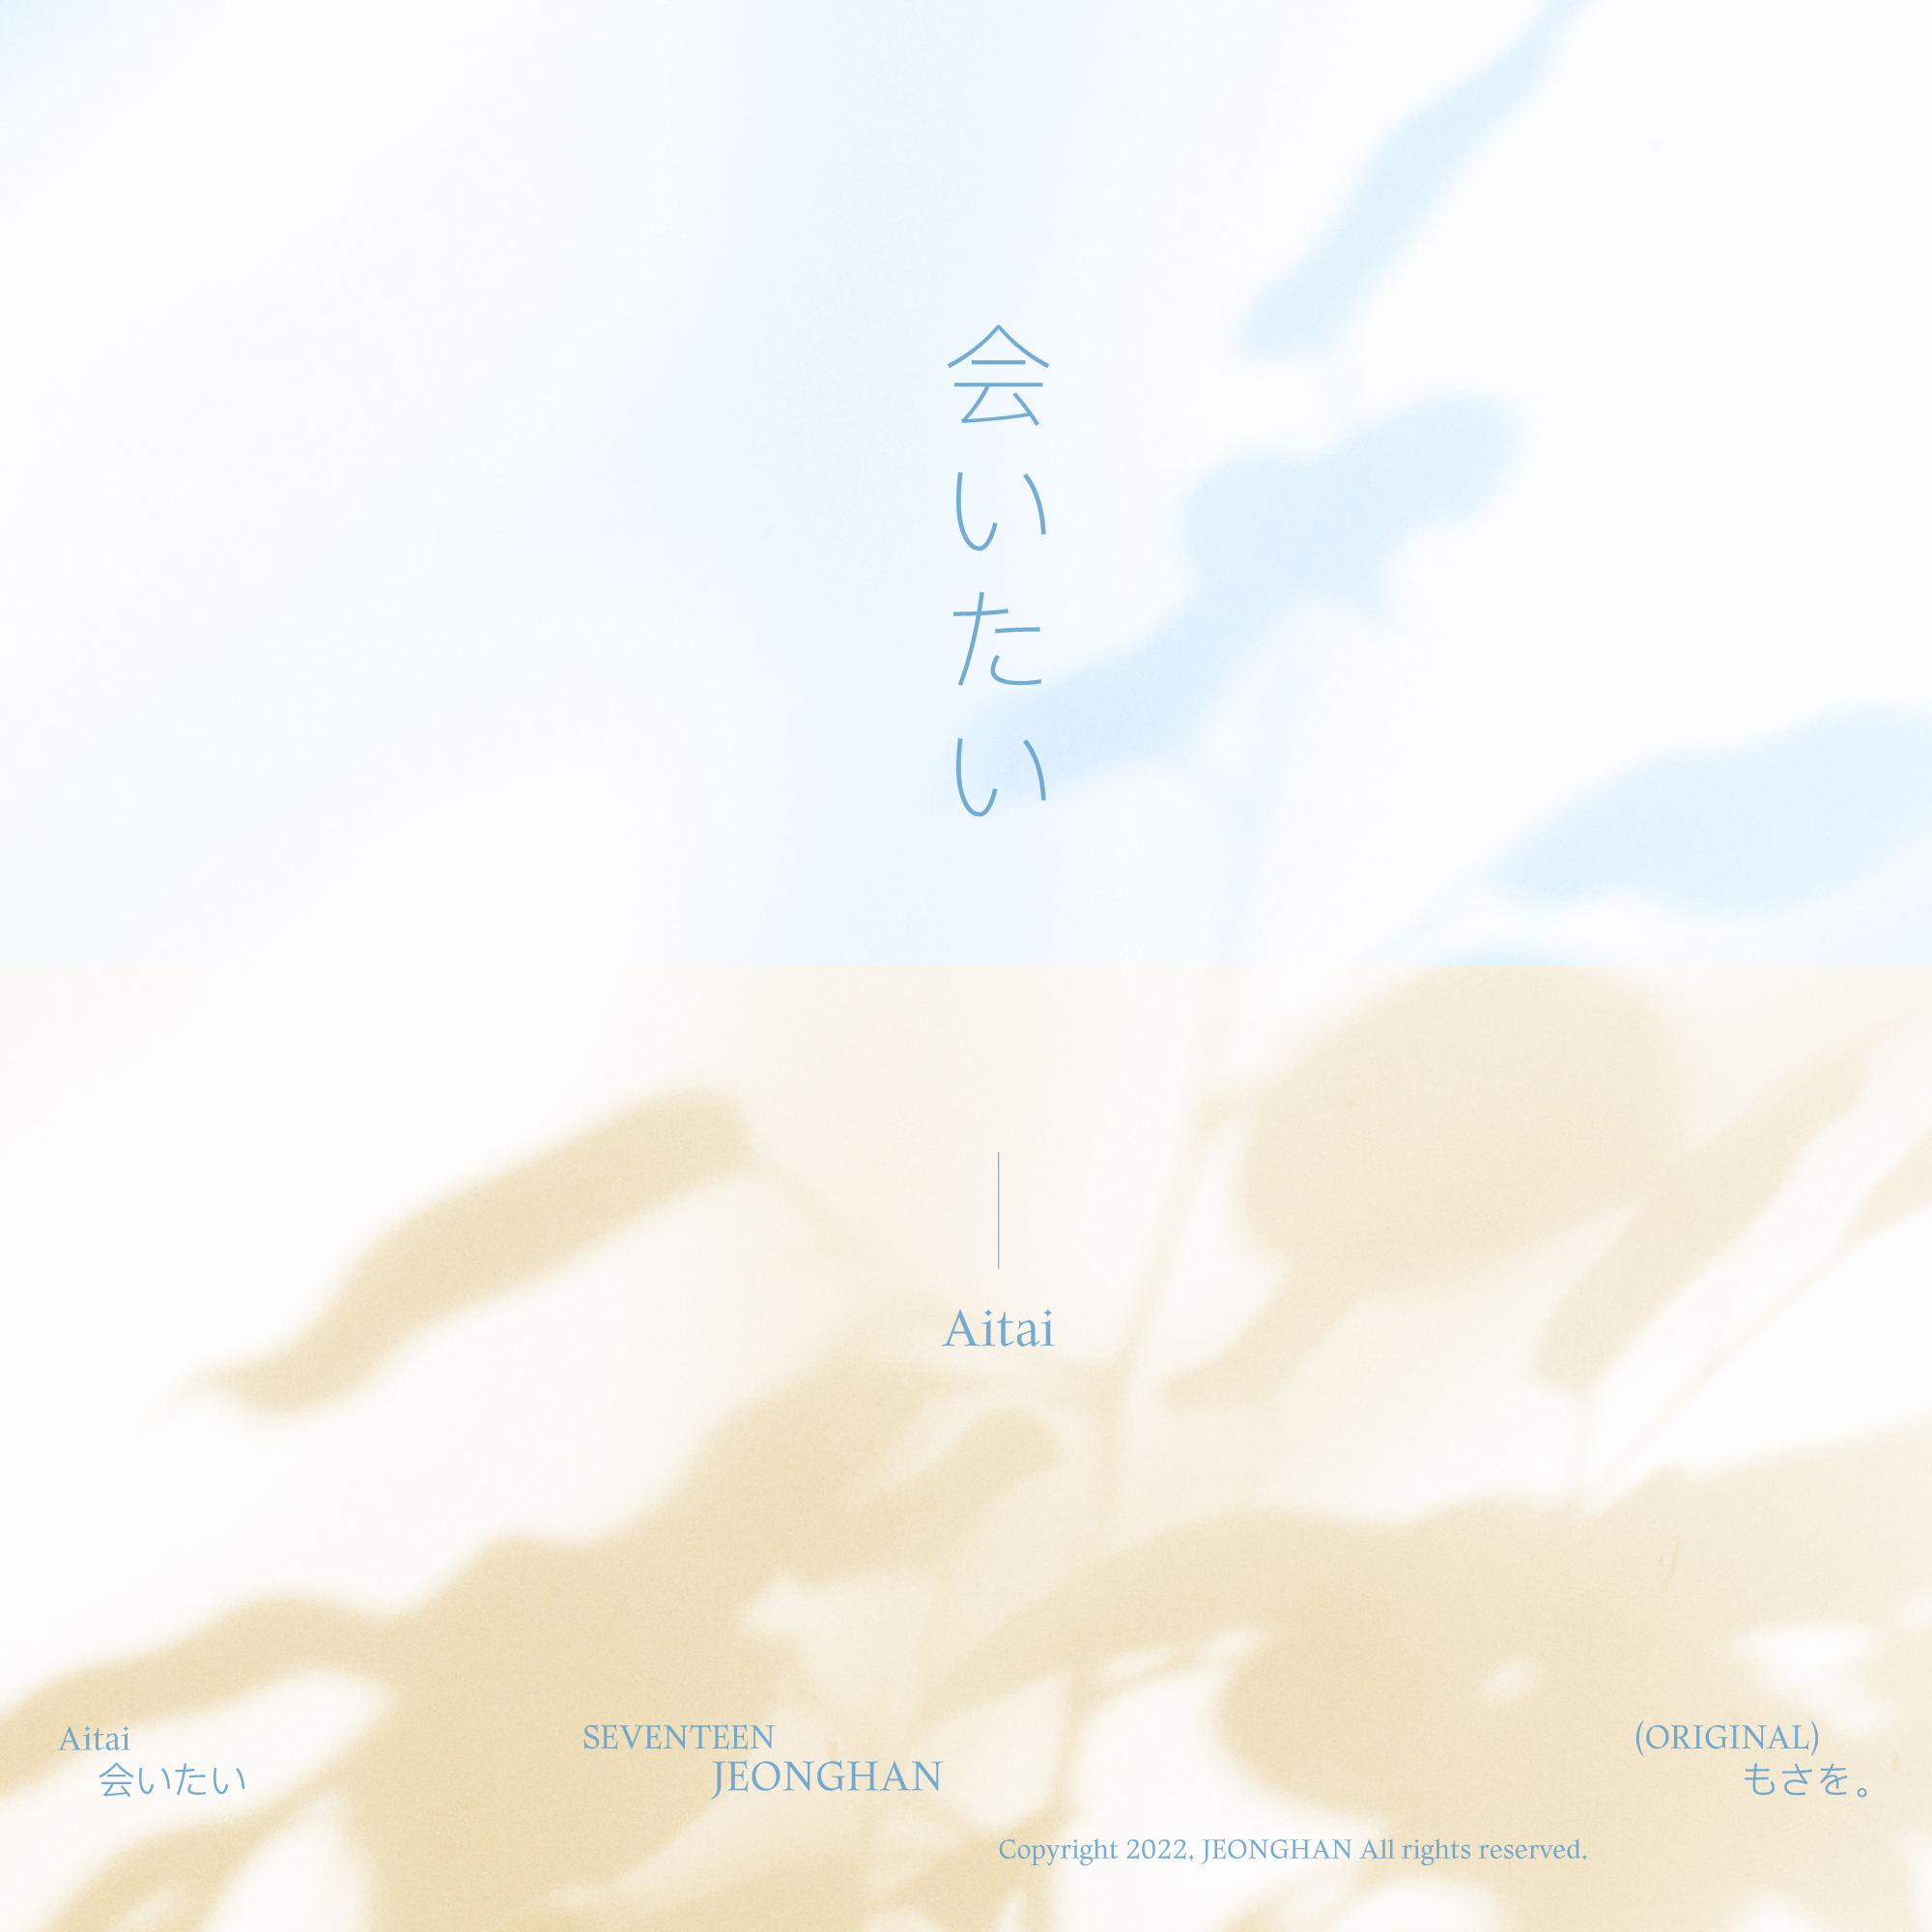 会いたい
Aitai
Aitai
会いたい
SEVENTEEN
JEONGHAN
(ORIGINAL)
もさを。
Copyright 2022. JEONGHAN All rights reserved.